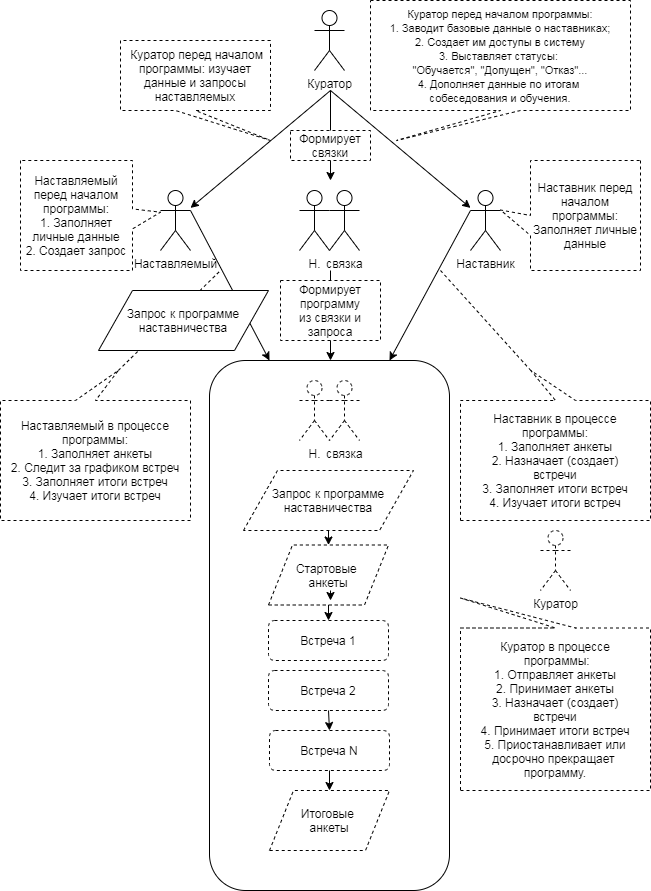 Куратор перед началом программы:
1. Заводит базовые данные о наставниках;
2. Создает им доступы в систему
3. Выставляет статусы:
"Обучается", "Допущен", "Отказ"...
4. Дополняет данные по итогам
собеседования и обучения.
Куратор перед началом
программы: изучает
данные и запросы
наставляемых
Куратор
Формирует
связки
Наставляемый
перед началом
программы:
1. Заполняет
личные данные
2. Создает запрос
Наставляемый
Н. связка
Наставник
Наставник перед
началом
программы:
Заполняет личные
данные
Формирует
программу
из связки и
запроса
Запрос к программе
наставничества
Наставляемый в процессе
программы:
1. Заполняет анкеты
2. Следит за графиком встреч
3. Заполняет итоги встреч
4. Изучает итоги встреч
Н. связка
Наставник в процессе
программы:
1. Заполняет анкеты
2. Назначает (создает)
встречи
3. Заполняет итоги встреч
4. Изучает итоги встреч
Запрос к программе
наставничества
Стартовые
анкеты
Куратор
Встреча 1
Встреча 2
Встреча N
Итоговые
анкеты
Куратор в процессе
программы:
1. Отправляет анкеты
2. Принимает анкеты
3. Назначает (создает)
встречи
4. Принимает итоги встреч
5. Приостанавливает или
досрочно прекращает
программу.